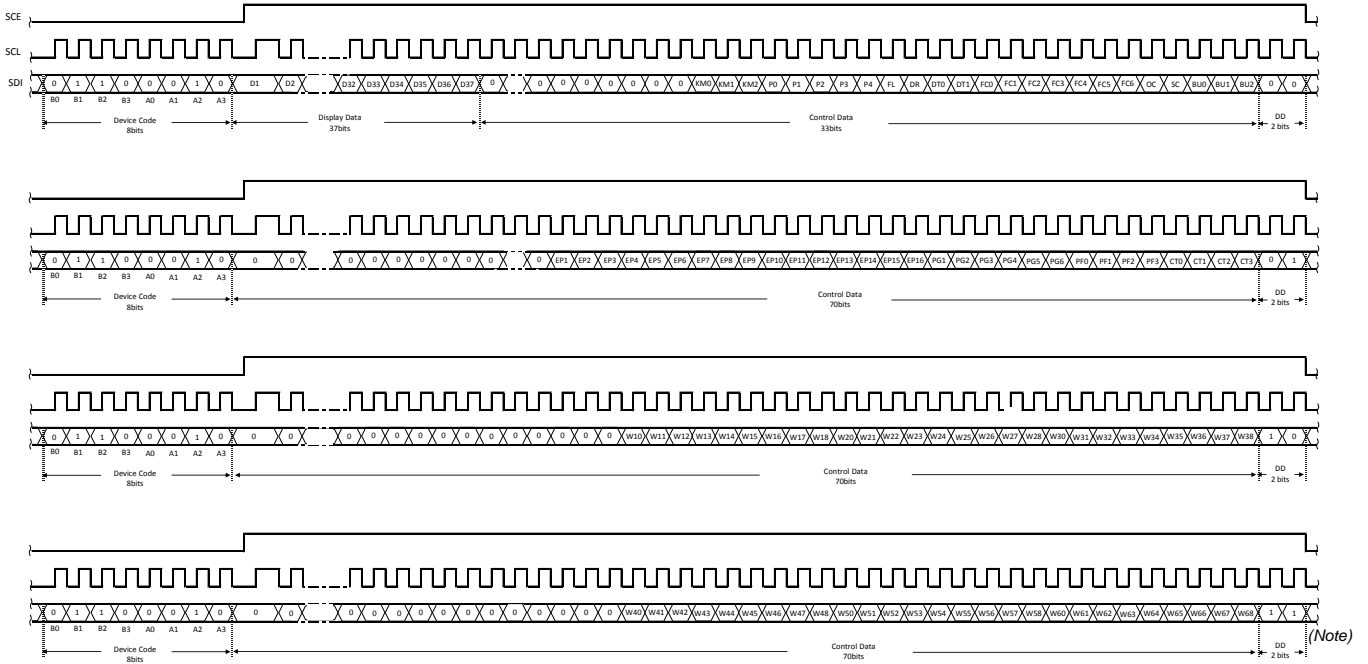 SCE
SCL
SDI 0 1 1 0 0 0 1 0 D1 D2 D32 D33 D34 D35 D36 D37 0 0 0 0 0 0 0 0 KM0 KM1 KM2 P0 P1 P2 P3 P4 FL DR DT0 DT1 FC0 FC1 FC2 FC3 FC4 FC5 FC6 OC SC BU0 BU1 BU2 0 0
B0 B1 B2 B3 A0 A1 A2 A3
Device Code Display Data Control Data DD
8bits 37bits 33bits 2 bits
0 1 1 0 0 0 1 0 0 0 0 0 0 0 0 0 0 0 EP1 EP2 EP3 EP4 EP5 EP6 EP7 EP8 EP9 EP10 EP11 EP12 EP13 EP14 EP15 EP16 PG1 PG2 PG3 PG4 PG5 PG6 PF0 PF1 PF2 PF3 CT0 CT1 CT2 CT3 0 1
B0 B1 B2 B3 A0 A1 A2 A3
Device Code Control Data DD
8bits 70bits 2 bits
0 1 1 0 0 0 1 0 0 0 0 0 0 0 0 0 0 0 0 0 0 0 W10 W11 W12 W13 W14 W15 W16 W17 W18 W20 W21 W22 W23 W24 W25 W26 W27 W28 W30 W31 W32 W33 W34 W35 W36 W37 W38 1 0
B0 B1 B2 B3 A0 A1 A2 A3
Device Code Control Data DD
8bits 70bits 2 bits
0 1 1 0 0 0 1 0 0 0 0 0 0 0 0 0 0 0 0 0 0 0 W40 W41 W42 W43 W44 W45 W46 W47 W48 W50 W51 W52 W53 W54 W55 W56 W57 W58 W60 W61 W62 W63 W64 W65 W66 W67 W68 1 1
B0 B1 B2 B3 A0 A1 A2 A3
(Note)
Device Code Control Data DD
8bits 70bits 2 bits